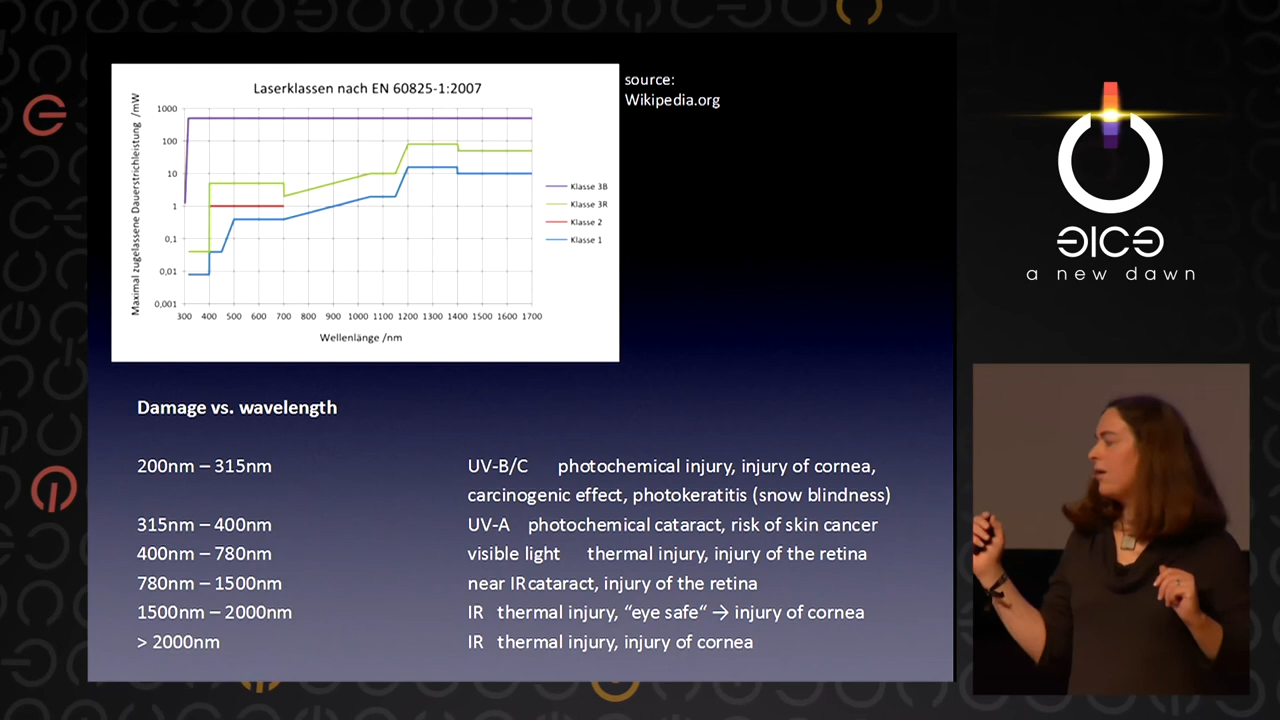 Laserklassen nach EN 60825-1:2007
Maximal zugelassene Dauerstrichleistung /mW
1000
100
10
1
0,1
0,01
0,001
300 400 500 600 700 800 900 1000 1100 1200 1300 1400 1500 1600 1700
Wellenlänge /nm
Klasse 3B
Klasse 3R
Klasse 2
Klasse 1
source:
Wikipedia.org
Damage vs. wavelength
200nm – 315nm UV-B/C photochemical injury, injury of cornea,
carcinogenic effect, photokeratitis (snow blindness)
315nm – 400nm UV-A photochemical cataract, risk of skin cancer
400nm – 780nm visible light thermal injury, injury of the retina
780nm – 1500nm near IR cataract, injury of the retina
1500nm – 2000nm IR thermal injury, “eye safe“ → injury of cornea
> 2000nm IR thermal injury, injury of cornea
a new dawn